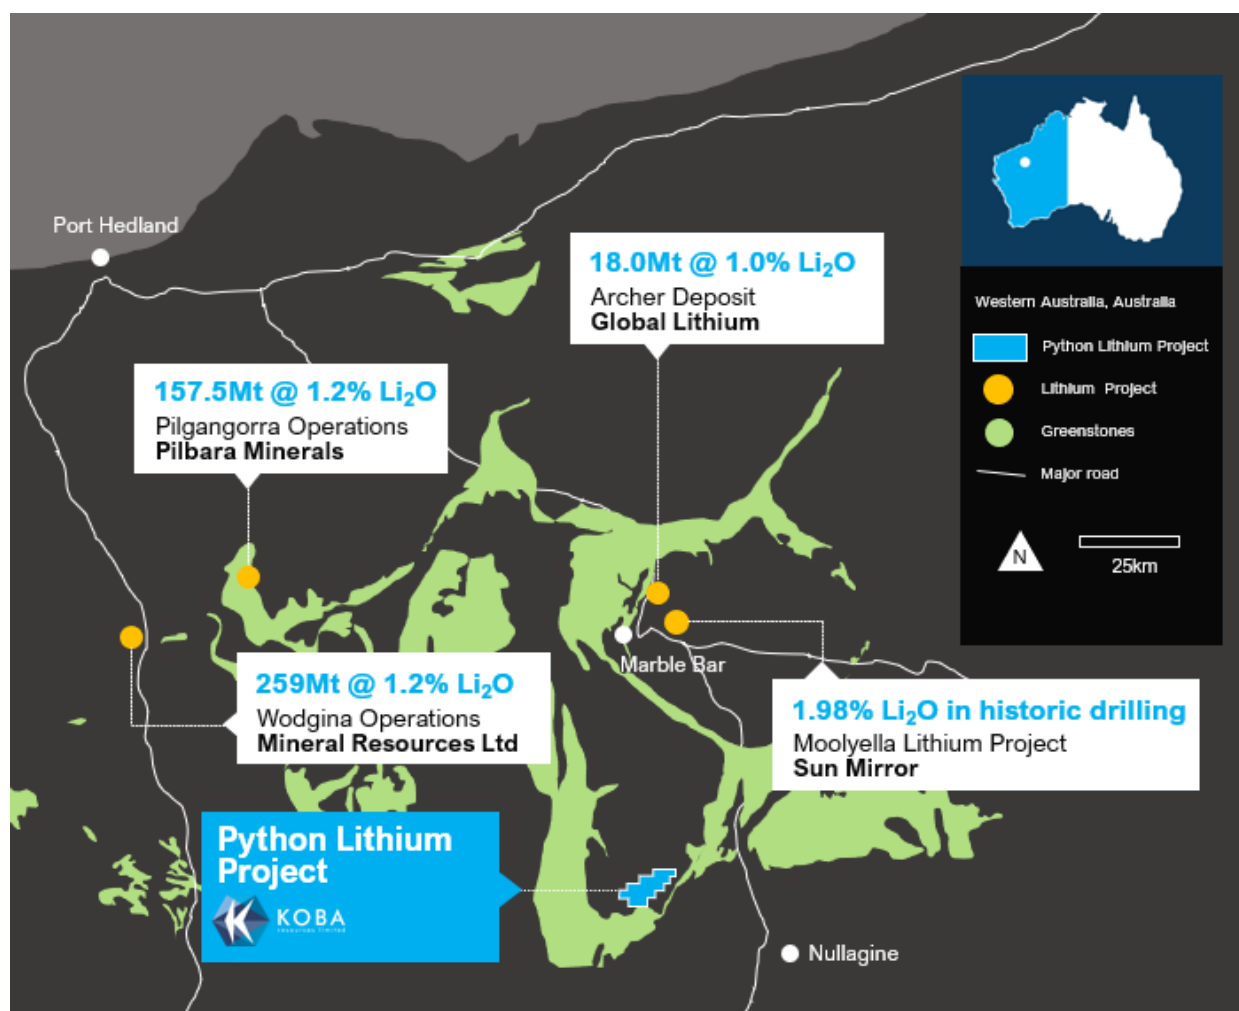 Port Hedland
18.0Mt @ 1.0% Li₂O
Archer Deposit
Global Lithium
157.5Mt @ 1.2% Li₂O
Pilgangorra Operations
Pilbara Minerals
Western Australia, Australia
Python Lithium Project
Lithium Project
Greenstones
Major road
N
25km
Marble Bar
259Mt @ 1.2% Li₂O
Wodgina Operations
Mineral Resources Ltd
1.98% Li₂O in historic drilling
Moolyella Lithium Project
Sun Mirror
Python Lithium
Project
KOBA
resources limited
Nullagine